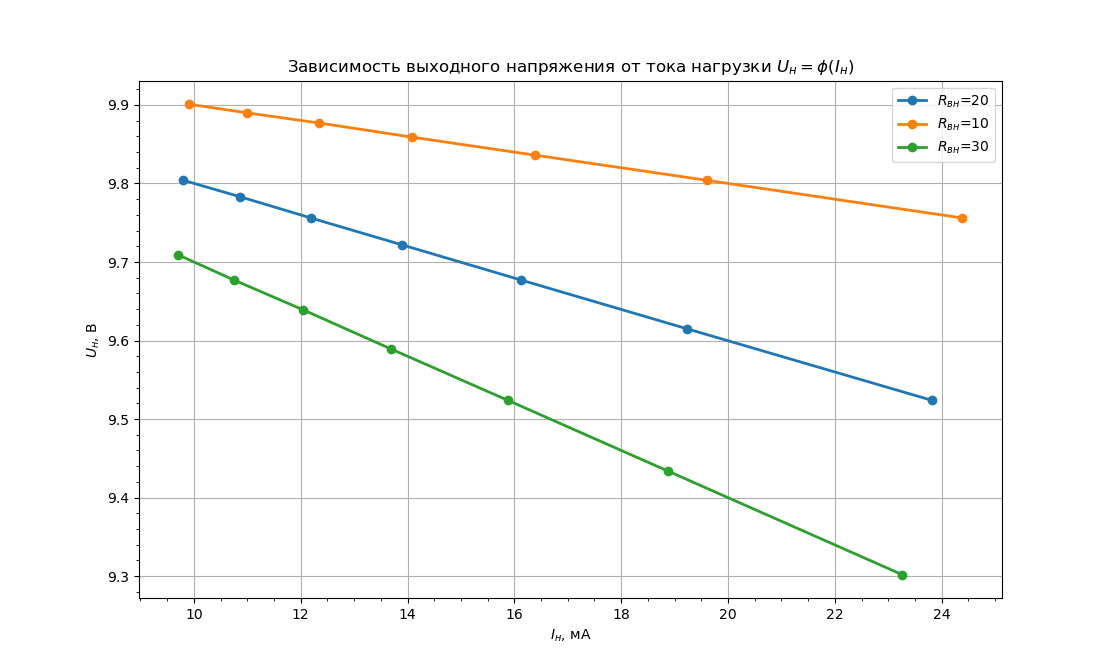 Зависимость выходного напряжения от тока нагрузки Uн = ϕ(Iн)
Rвн=20
Rвн=10
Rвн=30
9.9
9.8
9.7
9.6
9.5
9.4
9.3
Uн, В
10 12 14 16 18 20 22 24
Iн, мА